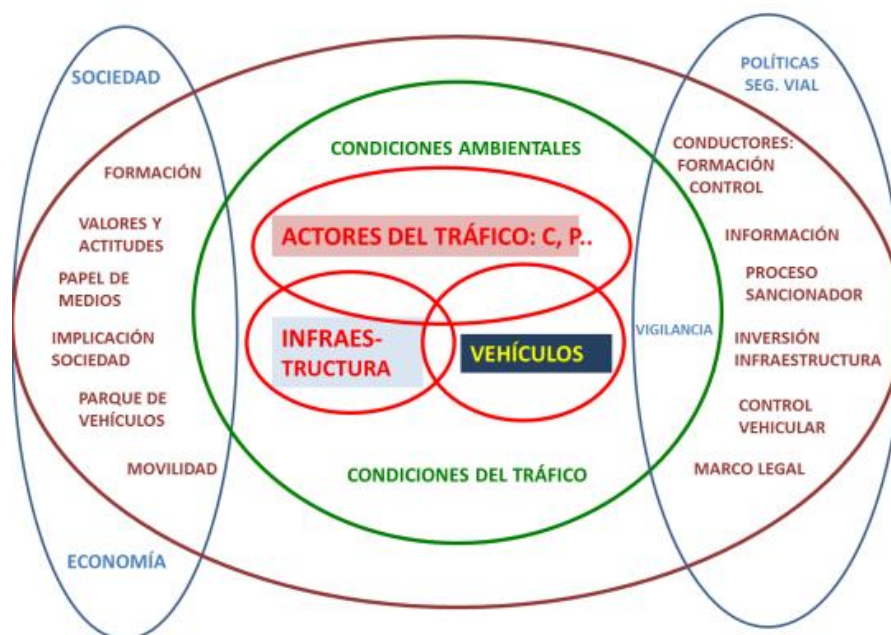 SOCIEDAD
FORMACIÓN
VALORES Y
ACTITUDES
PAPEL DE
MEDIOS
IMPLICACIÓN
SOCIEDAD
PARQUE DE
VEHÍCULOS
MOVILIDAD
ECONOMÍA
CONDICIONES AMBIENTALES
ACTORES DEL TRÁFICO: C, P..
INFRAES-
TRUCTURA
VEHÍCULOS
CONDICIONES DEL TRÁFICO
POLÍTICAS
SEG. VIAL
CONDUCTORES:
FORMACIÓN
CONTROL
INFORMACIÓN
PROCESO
SANCIONADOR
VIGILANCIA
INVERSIÓN
INFRAESTRUCTURA
CONTROL
VEHICULAR
MARCO LEGAL